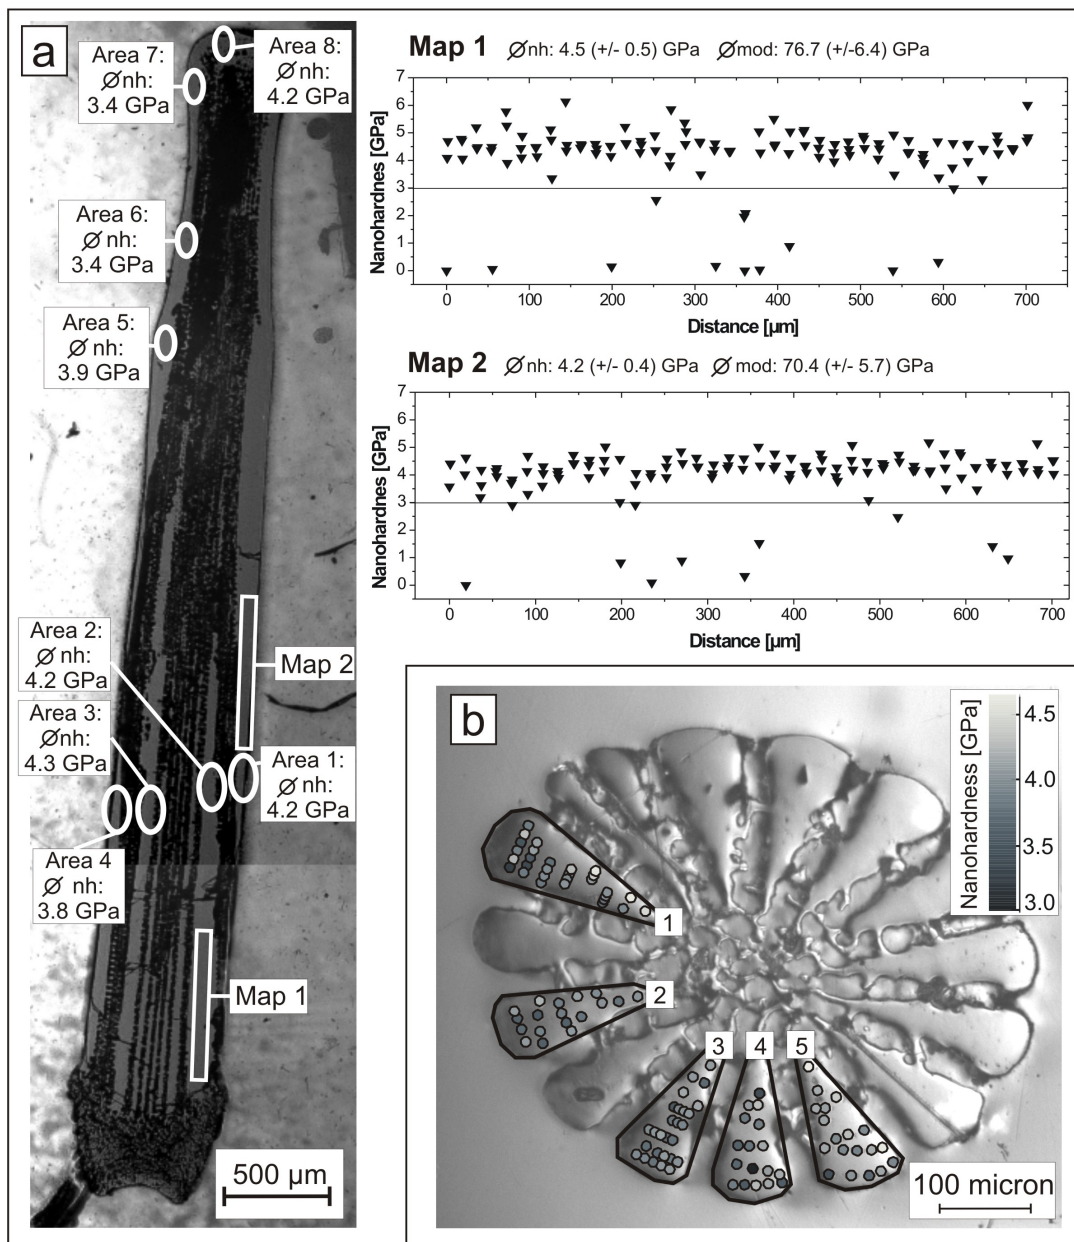 a
Area 7:
Ø nh:
3.4 GPa
Area 8:
Ø nh:
4.2 GPa
Area 6:
Ø nh:
3.4 GPa
Area 5:
Ø nh:
3.9 GPa
Area 2:
Ø nh:
4.2 GPa
Map 2
Area 3:
Ønh:
4.3 GPa
Area 1:
Ø nh:
4.2 GPa
Area 4
Ø nh:
3.8 GPa
Map 1
500 µm
Map 1 Ø nh: 4.5 (+/- 0.5) GPa Ø mod: 76.7 (+/-6.4) GPa
Nanohardnes [GPa]
7
6
5
4
3
2
1
0
0 100 200 300 400 500 600 700
Distance [µm]
Map 2 Ø nh: 4.2 (+/- 0.4) GPa Ø mod: 70.4 (+/- 5.7) GPa
Nanohardnes [GPa]
7
6
5
4
3
2
1
0
0 100 200 300 400 500 600 700
Distance [µm]
b
Nanohardness [GPa]
4.5
4.0
3.5
3.0
1
2
3 4 5
100 micron